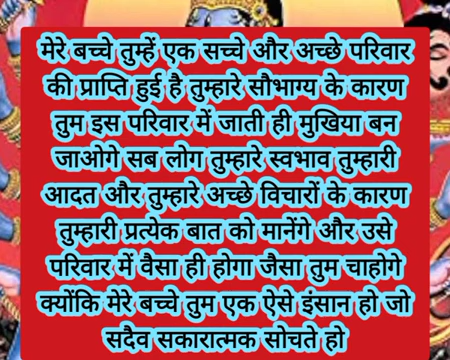 मेरे बच्चे तुम्हें एक सच्चे और अच्छे परिवार
की प्राप्ति हुई है तुम्हारे सौभाग्य के कारण
तुम इस परिवार में जाती ही मुखिया बन
जाओगे सब लोग तुम्हारे स्वभाव तुम्हारी
आदत और तुम्हारे अच्छे विचारों के कारण
तुम्हारी प्रत्येक बात को मानेंगे और उसे
परिवार में वैसा ही होगा जैसा तुम चाहोगे
क्योंकि मेरे बच्चे तुम एक ऐसे इंसान हो जो
सदैव सकारात्मक सोचते हो